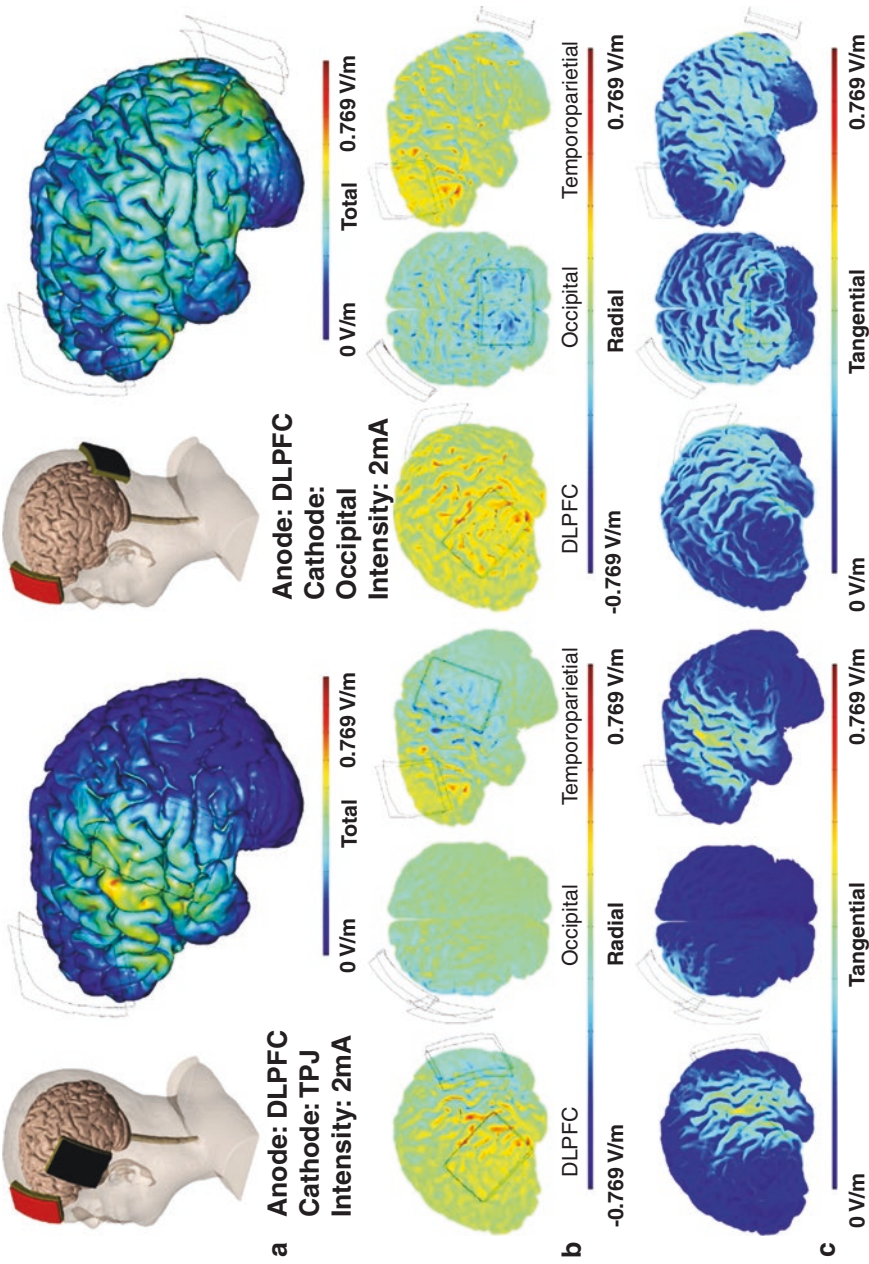 a
Anode: DLPFC
Cathode: TPJ
Intensity: 2mA
0 V/m
Total
0.769 V/m
Anode: DLPFC
Cathode:
Occipital
Intensity: 2mA
0 V/m
Total
0.769 V/m
b
DLPFC
Occipital
Temporoparietial
-0.769 V/m
Radial
0.769 V/m
DLPFC
Occipital
Temporoparietial
-0.769 V/m
Radial
0.769 V/m
c
0 V/m
Tangential
0.769 V/m
0 V/m
Tangential
0.769 V/m